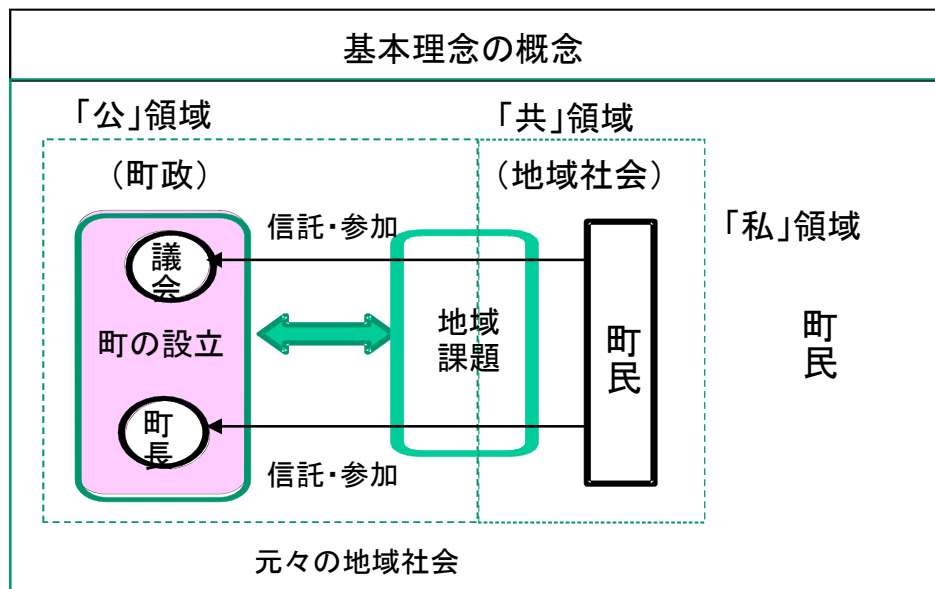 基本理念の概念
「公」領域
「共」領域
（町政）
（地域社会）
信託・参加
「私」領域
議
会
町の設立
地域
課題
町
民
町
民
町
長
信託・参加
元々の地域社会